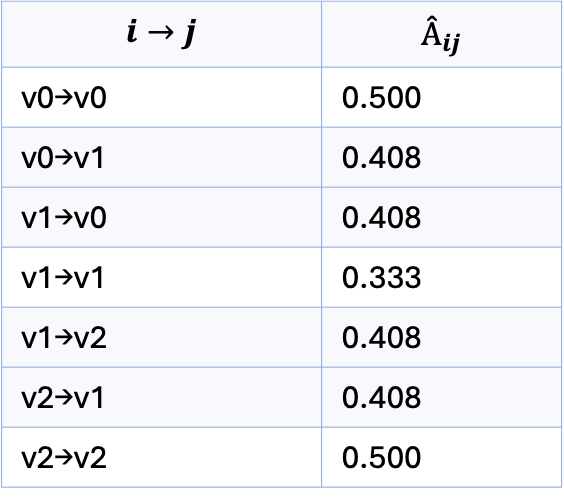 i → j Â_ij
v0→v0 0.500
v0→v1 0.408
v1→v0 0.408
v1→v1 0.333
v1→v2 0.408
v2→v1 0.408
v2→v2 0.500